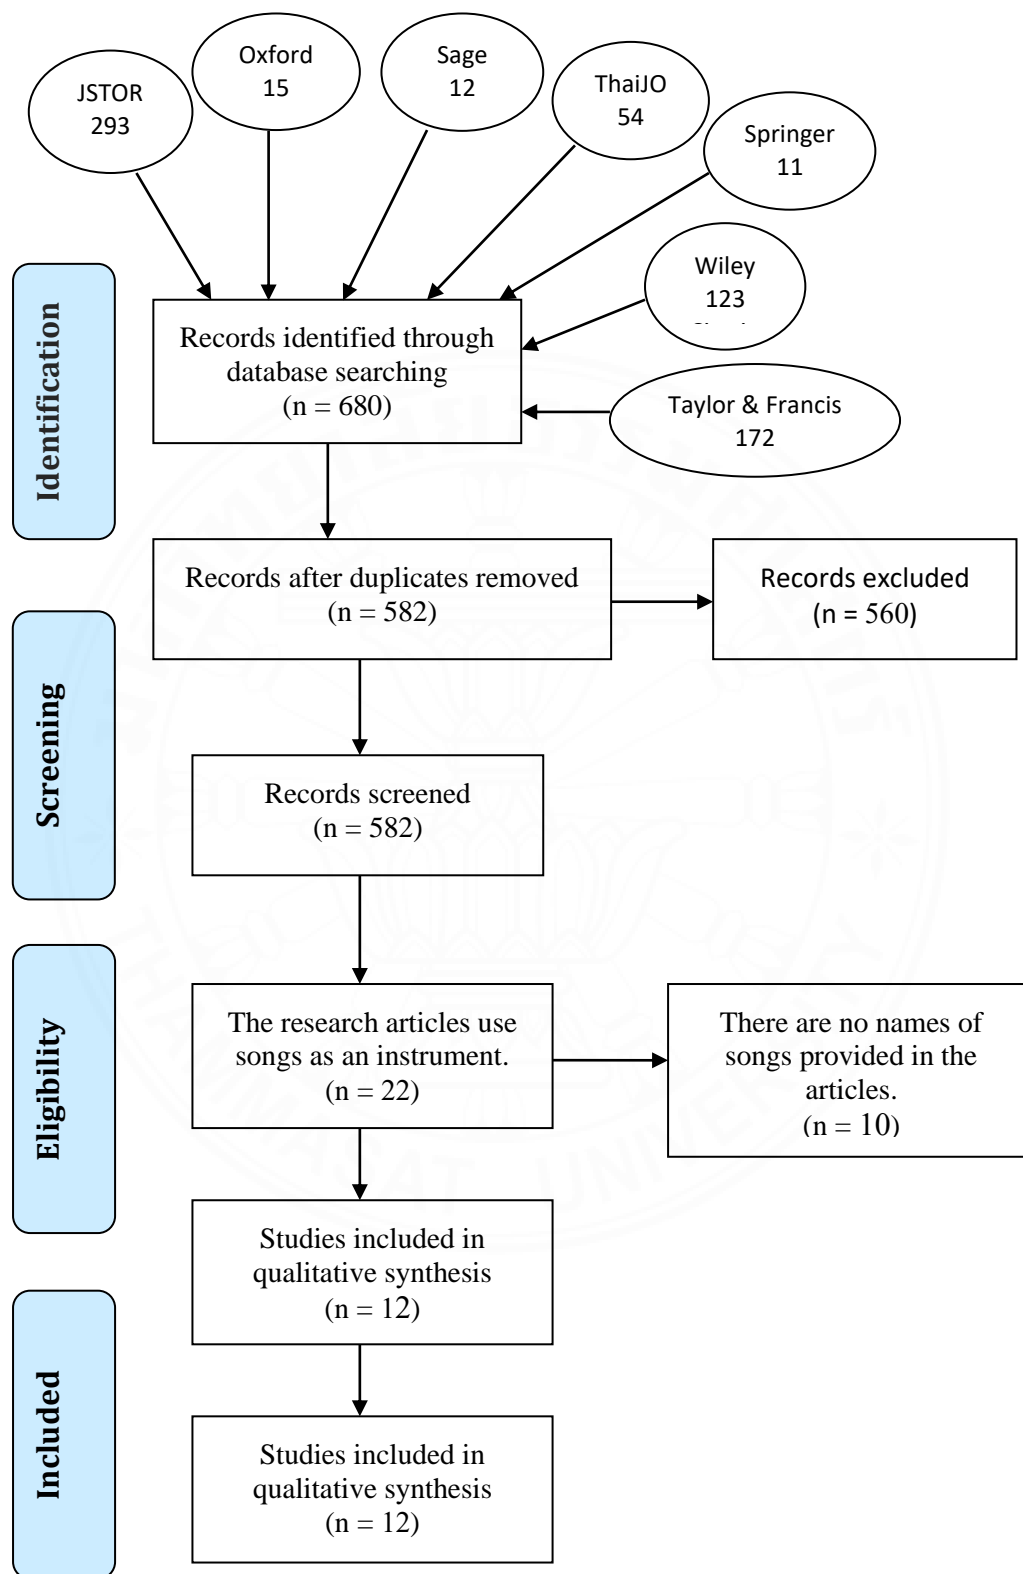 JSTOR
293
Oxford
15
Sage
12
ThaiJO
54
Springer
11
Wiley
123
Taylor & Francis
172
Identification
Records identified through
database searching
(n = 680)
Records after duplicates removed
(n = 582)
Records excluded
(n = 560)
Screening
Records screened
(n = 582)
Eligibility
The research articles use
songs as an instrument.
(n = 22)
There are no names of
songs provided in the
articles.
(n = 10)
Studies included in
qualitative synthesis
(n = 12)
Included
Studies included in
qualitative synthesis
(n = 12)
THAMMASAT UNIVERSITY